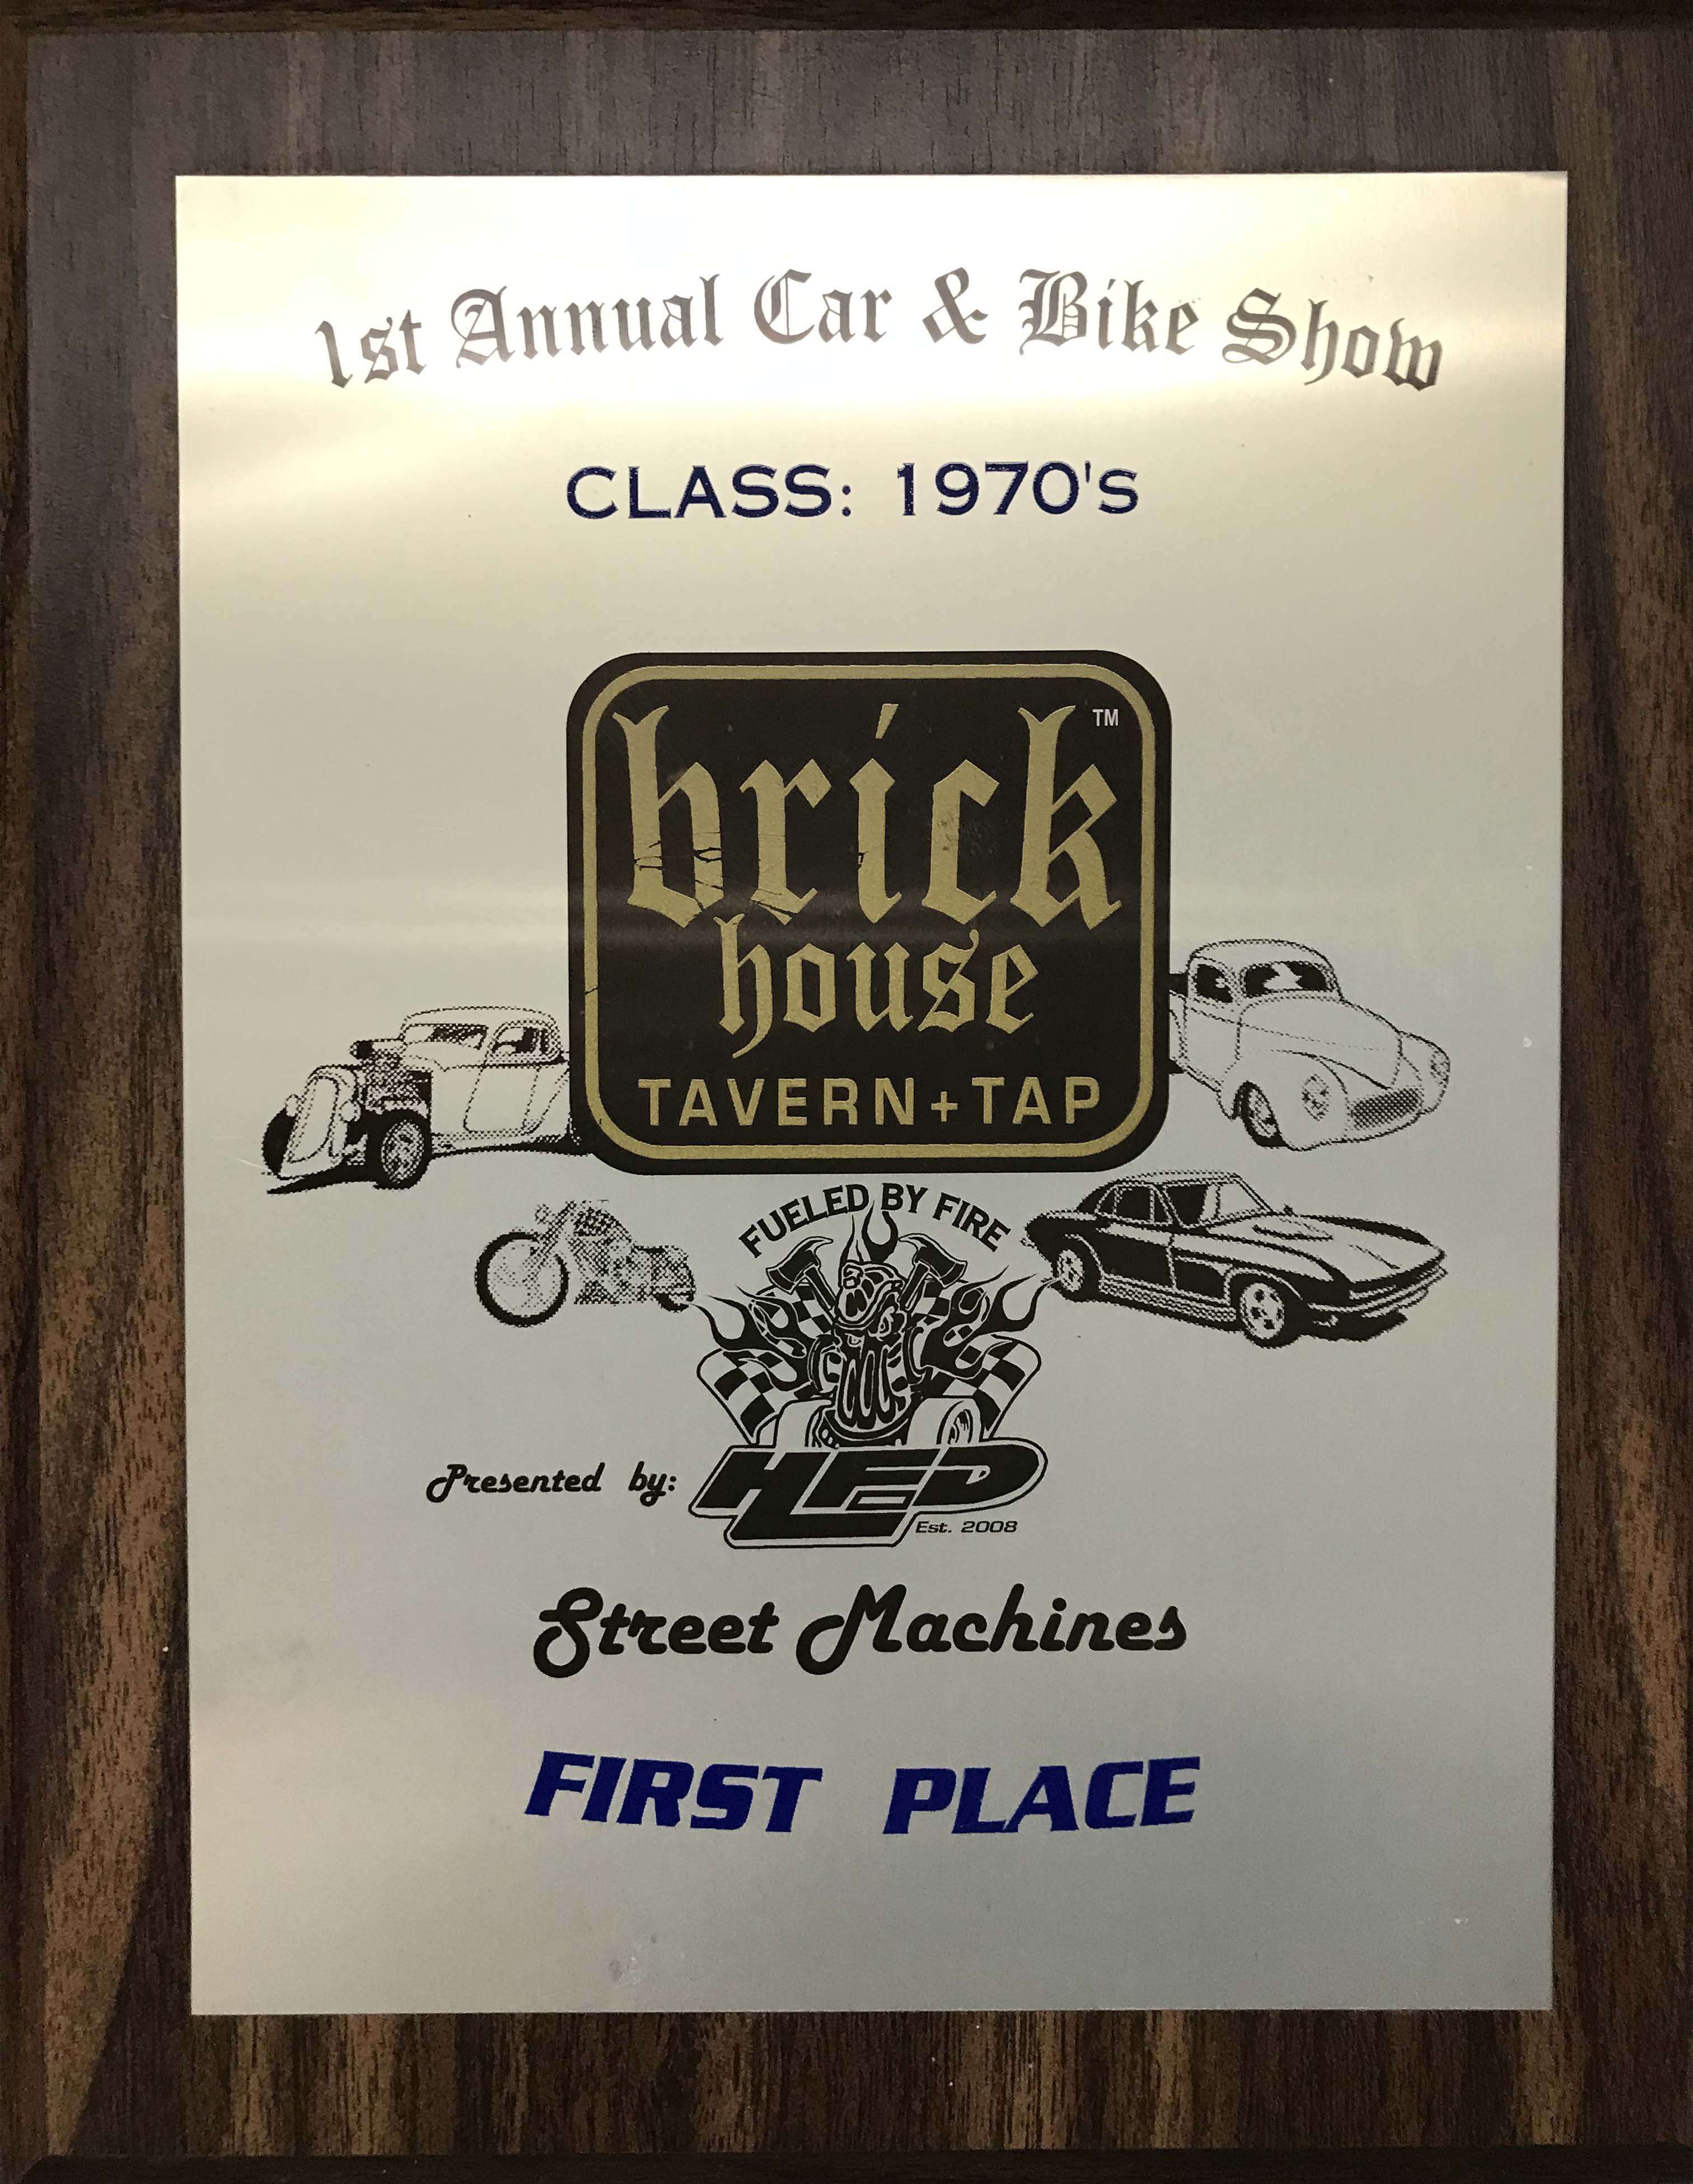 1st Annual Car & Bike Show
CLASS: 1970's
brick
TM
house
TAVERN+TAP
FUELED BY FIRE
Presented by:
HFD
Est. 2008
Street Machines
FIRST PLACE